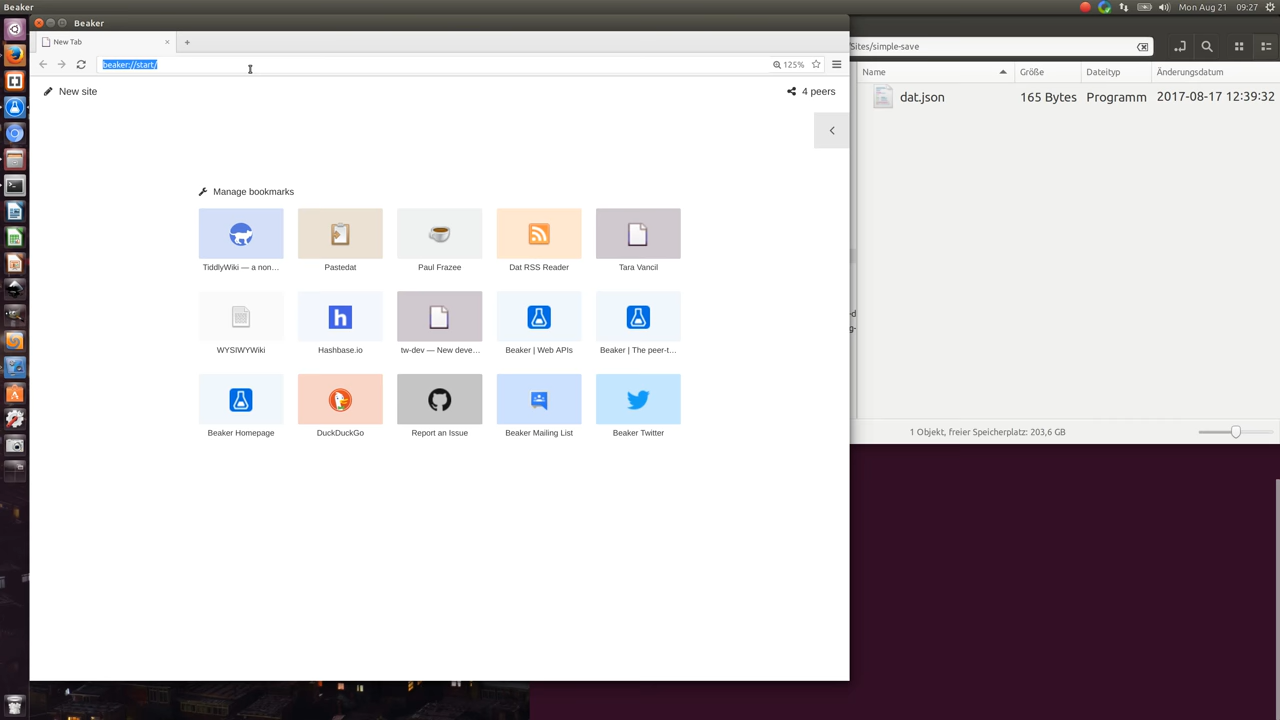 Beaker
Mon Aug 21
09:27
Beaker
New Tab
/Sites/simple-save
beaker://start/
125%
Name
Größe
Dateityp
Änderungsdatum
New site
4 peers
dat.json
165 Bytes
Programm
2017-08-17 12:39:32
Manage bookmarks
TiddlyWiki — a non…
Pastedat
Paul Frazee
Dat RSS Reader
Tara Vancil
WYSIWYWiki
Hashbase.io
tw-dev — New deve…
Beaker | Web APIs
Beaker | The peer-t…
Beaker Homepage
DuckDuckGo
Report an Issue
Beaker Mailing List
Beaker Twitter
1 Objekt, freier Speicherplatz: 203,6 GB